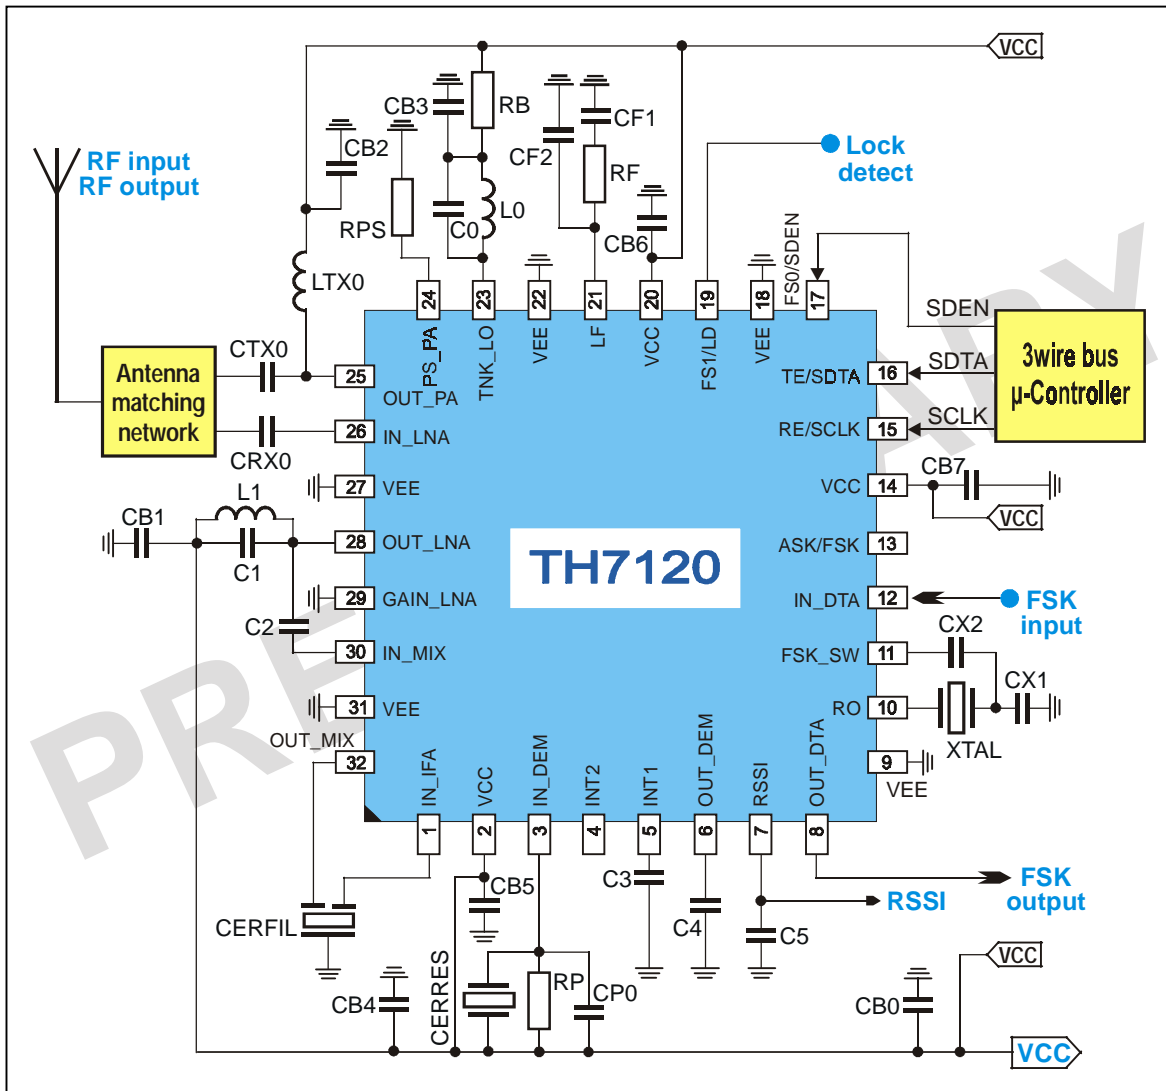 VCC
CB3
RB
CF1
CB2
CF2
Lock
detect
RF input
RF output
RF
RPS
C0
L0
CB6
LTX0
FS0/SDEN
24
23
22
21
20
19
18
17
PS_PA
TNK_LO
VEE
LF
VCC
FS1/LD
VEE
SDEN
SDTA
SCLK
3wire bus
µ-Controller
CTX0
Antenna
matching
network
CRX0
25
OUT_PA
26
IN_LNA
27
VEE
L1
CB1
C1
28
OUT_LNA
29
GAIN_LNA
C2
30
IN_MIX
31
VEE
OUT_MIX
32
TE/SDTA
16
RE/SCLK
15
CB7
VCC
14
VCC
ASK/FSK
13
IN_DTA
12
FSK
input
CX2
FSK_SW
11
CX1
RO
10
XTAL
9
VEE
TH7120
PRELIMINARY
IN_IFA
VCC
IN_DEM
INT2
INT1
OUT_DEM
RSSI
OUT_DTA
1
2
3
4
5
6
7
8
CERFIL
CB5
C3
C4
C5
RSSI
FSK
output
CERRES
RP
CP0
CB4
CB0
VCC
VCC